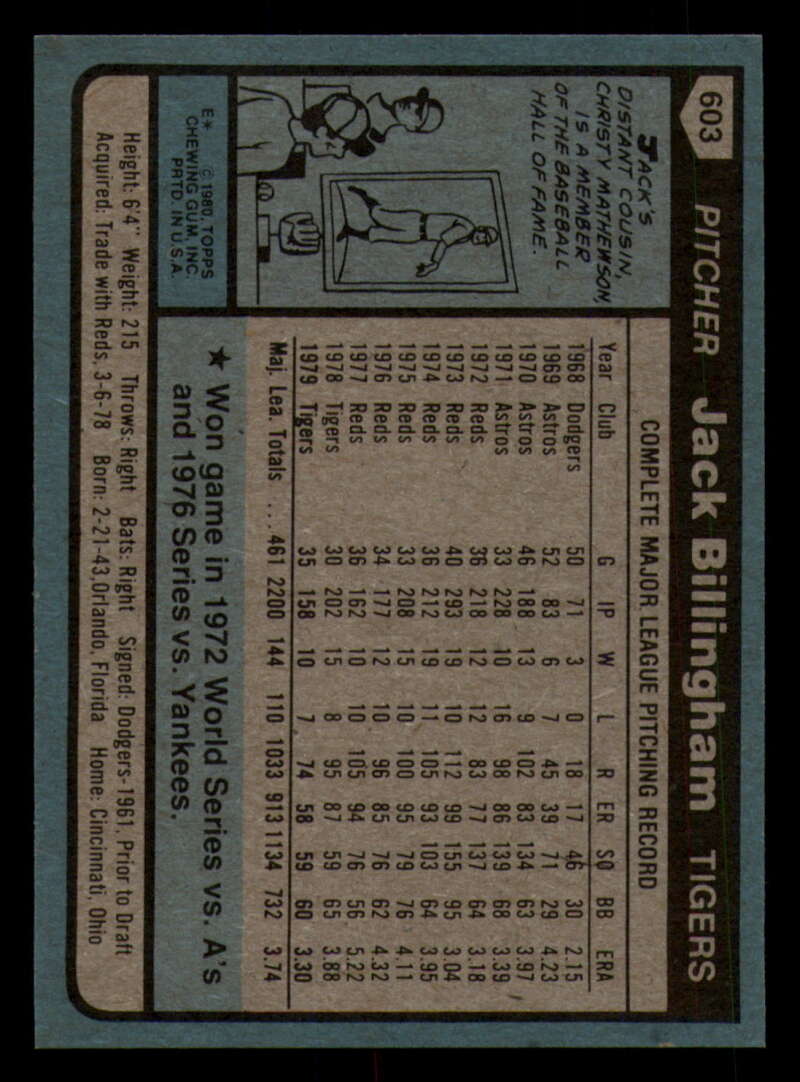 603 PITCHER Jack Billingham TIGERS
JACK'S
DISTANT COUSIN,
CHRISTY MATHEWSON,
IS A MEMBER
OF THE BASEBALL
HALL OF FAME.
E* © 1980, TOPPS
CHEWING GUM, INC.
PRTD. IN U.S.A.
COMPLETE MAJOR LEAGUE PITCHING RECORD
Year Club G IP W L R ER SO BB ERA
1968 Dodgers 50 71 3 0 18 17 46 30 2.15
1969 Astros 52 83 6 7 45 39 71 29 4.23
1970 Astros 46 188 13 9 102 83 134 63 3.97
1971 Astros 33 228 10 16 98 86 139 68 3.39
1972 Reds 36 218 12 12 83 77 137 64 3.18
1973 Reds 40 293 19 10 112 99 155 95 3.04
1974 Reds 36 212 19 11 105 93 103 64 3.95
1975 Reds 33 208 15 10 100 95 79 76 4.11
1976 Reds 34 177 12 10 96 85 76 62 4.32
1977 Reds 36 162 10 10 105 94 76 56 5.22
1978 Tigers 30 202 15 8 95 87 59 65 3.88
1979 Tigers 35 158 10 7 74 58 59 60 3.30
Maj. Lea. Totals ... 461 2200 144 110 1033 913 1134 732 3.74
★ Won game in 1972 World Series vs. A's
and 1976 Series vs. Yankees.
Height: 6'4" Weight: 215 Throws: Right Bats: Right Signed: Dodgers-1961, Prior to Draft
Acquired: Trade with Reds, 3-6-78 Born: 2-21-43, Orlando, Florida Home: Cincinnati, Ohio